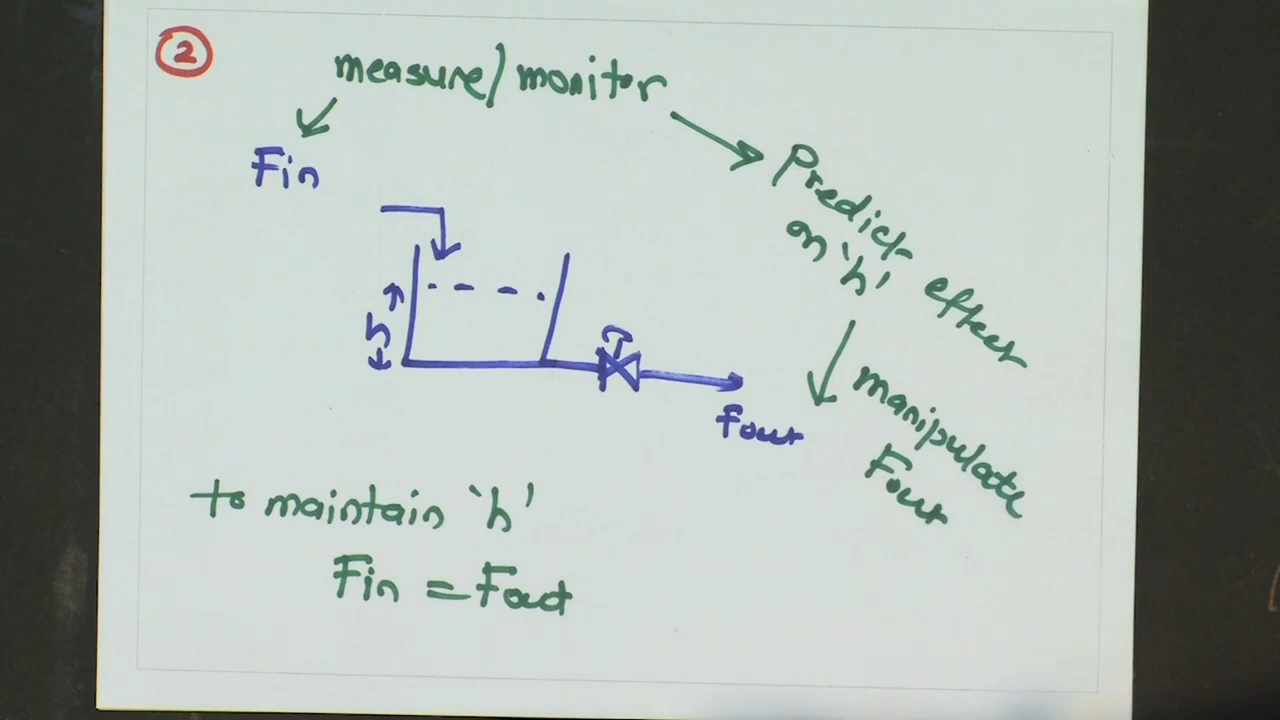 2
measure/monitor
Fin
Predict effect
on 'h'
h
manipulate
Fout
Fout
to maintain 'h'
Fin = Fout